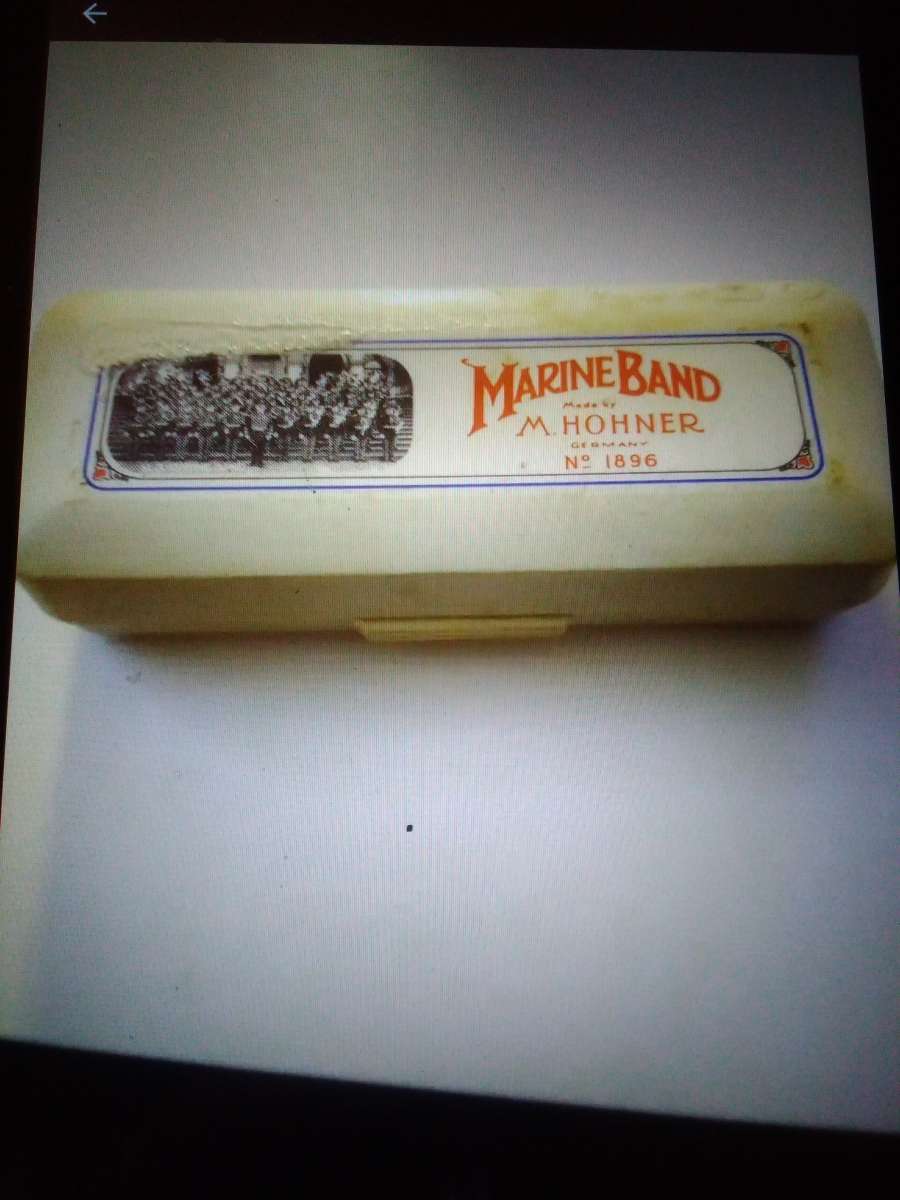 MARINE BAND
Made by
M. HOHNER
GERMANY
Nº 1896